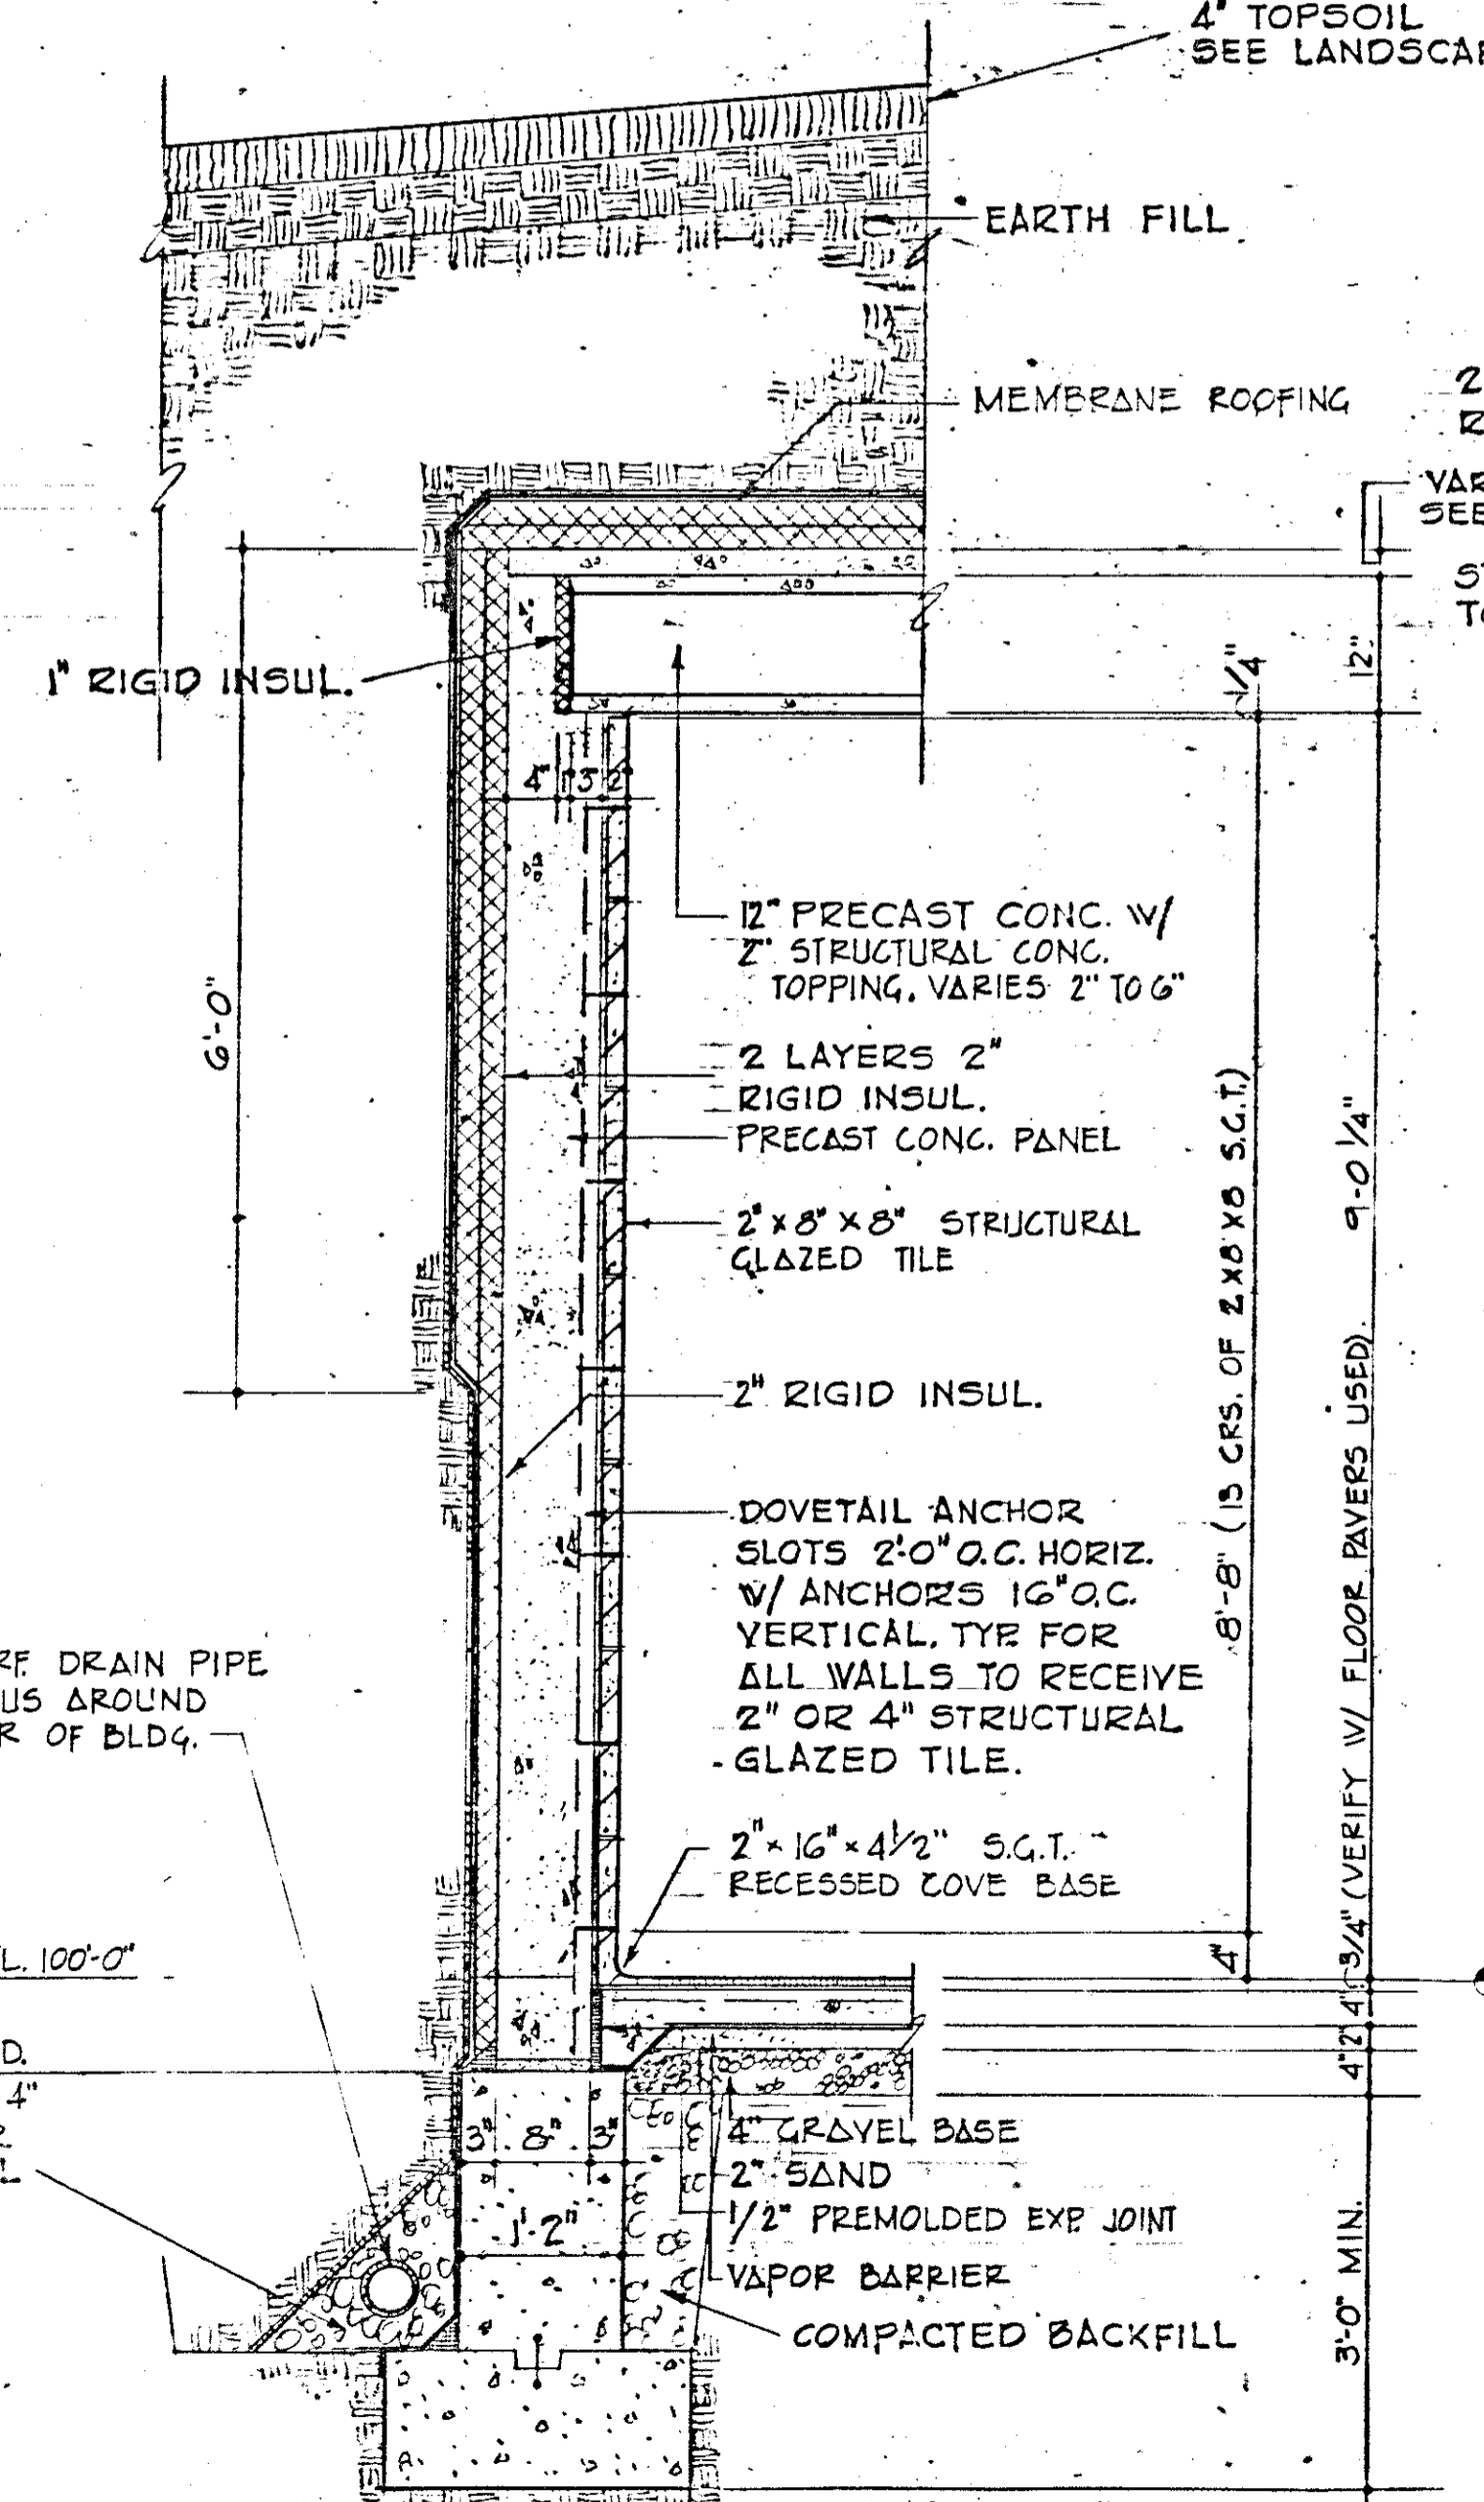 4" TOPSOIL
SEE
EARTH FILL
MEMBRANE ROOFING
2
R
SEE
1" RIGID INSUL.
1/4"
12"
4" 1 3 2"
12" PRECAST CONC. W/
2" STRUCTURAL CONC.
TOPPING. VARIES 2" TO 6"
6'-0"
2 LAYERS 2"
RIGID INSUL.
PRECAST CONC. PANEL
2" x 8" x 8" STRUCTURAL
GLAZED TILE
2" RIGID INSUL.
8'-8" (13 CRS. OF 2x8x8 S.G.T.)
9-0 1/4"
DOVETAIL ANCHOR
SLOTS 2'-0" O.C. HORIZ.
W/ ANCHORS 16" O.C.
VERTICAL. TYP. FOR
ALL WALLS TO RECEIVE
2" OR 4" STRUCTURAL
GLAZED TILE.
RF. DRAIN PIPE
US AROUND
R OF BLDG.
2" x 16" x 4 1/2" S.G.T.
RECESSED COVE BASE
L. 100'-0"
D.
4"
4"
4" 2" 4" 3/4" (VERIFY W/ FLOOR PAVERS USED)
3" 8" 3"
1'-2"
4" GRAVEL BASE
2" SAND
1/2" PREMOLDED EXP. JOINT
VAPOR BARRIER
COMPACTED BACKFILL
3'-0" MIN.